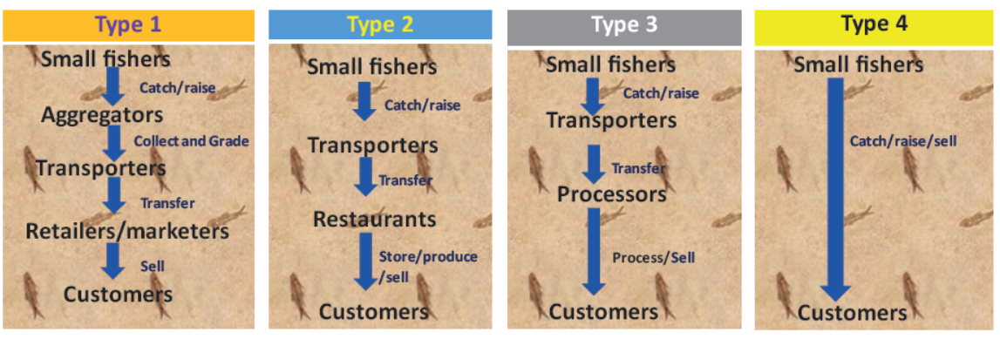 Type 1
Small fishers
Catch/raise
Aggregators
Collect and Grade
Transporters
Transfer
Retailers/marketers
Sell
Customers
Type 2
Small fishers
Catch/raise
Transporters
Transfer
Restaurants
Store/produce
/sell
Customers
Type 3
Small fishers
Catch/raise
Transporters
Transfer
Processors
Process/Sell
Customers
Type 4
Small fishers
Catch/raise/sell
Customers